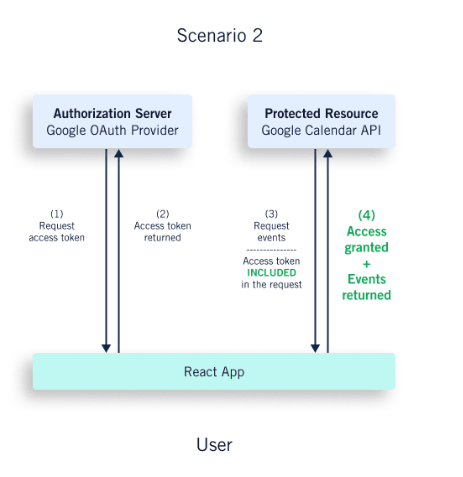 Scenario 2
Authorization Server
Google OAuth Provider
Protected Resource
Google Calendar API
(1)
Request
access token
(2)
Access token
returned
(3)
Request
events
---------------
Access token
INCLUDED
in the request
(4)
Access
granted
+
Events
returned
React App
User